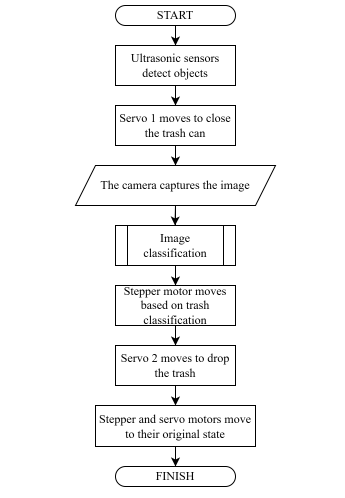 START
Ultrasonic sensors
detect objects
Servo 1 moves to close
the trash can
The camera captures the image
Image
classification
Stepper motor moves
based on trash
classification
Servo 2 moves to drop
the trash
Stepper and servo motors move
to their original state
FINISH